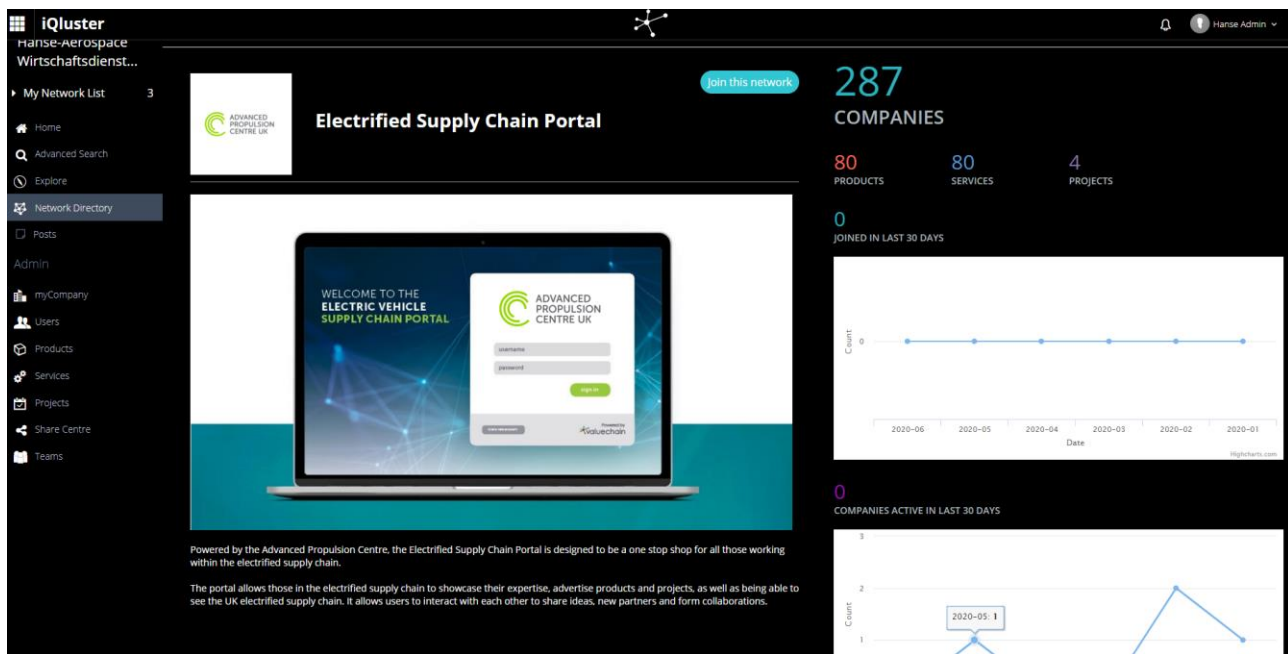 iQluster
Hanse Admin
Hanse-Aerospace
Wirtschaftsdienst...
My Network List 3
Home
Advanced Search
Explore
Network Directory
Posts
Admin
myCompany
Users
Products
Services
Projects
Share Centre
Teams
Join this network
ADVANCED
PROPULSION
CENTRE UK
Electrified Supply Chain Portal
WELCOME TO THE
ELECTRIC VEHICLE
SUPPLY CHAIN PORTAL
ADVANCED
PROPULSION
CENTRE UK
username
password
sign in
Powered by
valuechain
Powered by the Advanced Propulsion Centre, the Electrified Supply Chain Portal is designed to be a one stop shop for all those working
within the electrified supply chain.
The portal allows those in the electrified supply chain to showcase their expertise, advertise products and projects, as well as being able to
see the UK electrified supply chain. It allows users to interact with each other to share ideas, new partners and form collaborations.
287
COMPANIES
80 80 4
PRODUCTS SERVICES PROJECTS
0
JOINED IN LAST 30 DAYS
Count
0
2020-06 2020-05 2020-04 2020-03 2020-02 2020-01
Date
Highcharts.com
0
COMPANIES ACTIVE IN LAST 30 DAYS
3
2
Count
2020-05: 1
1